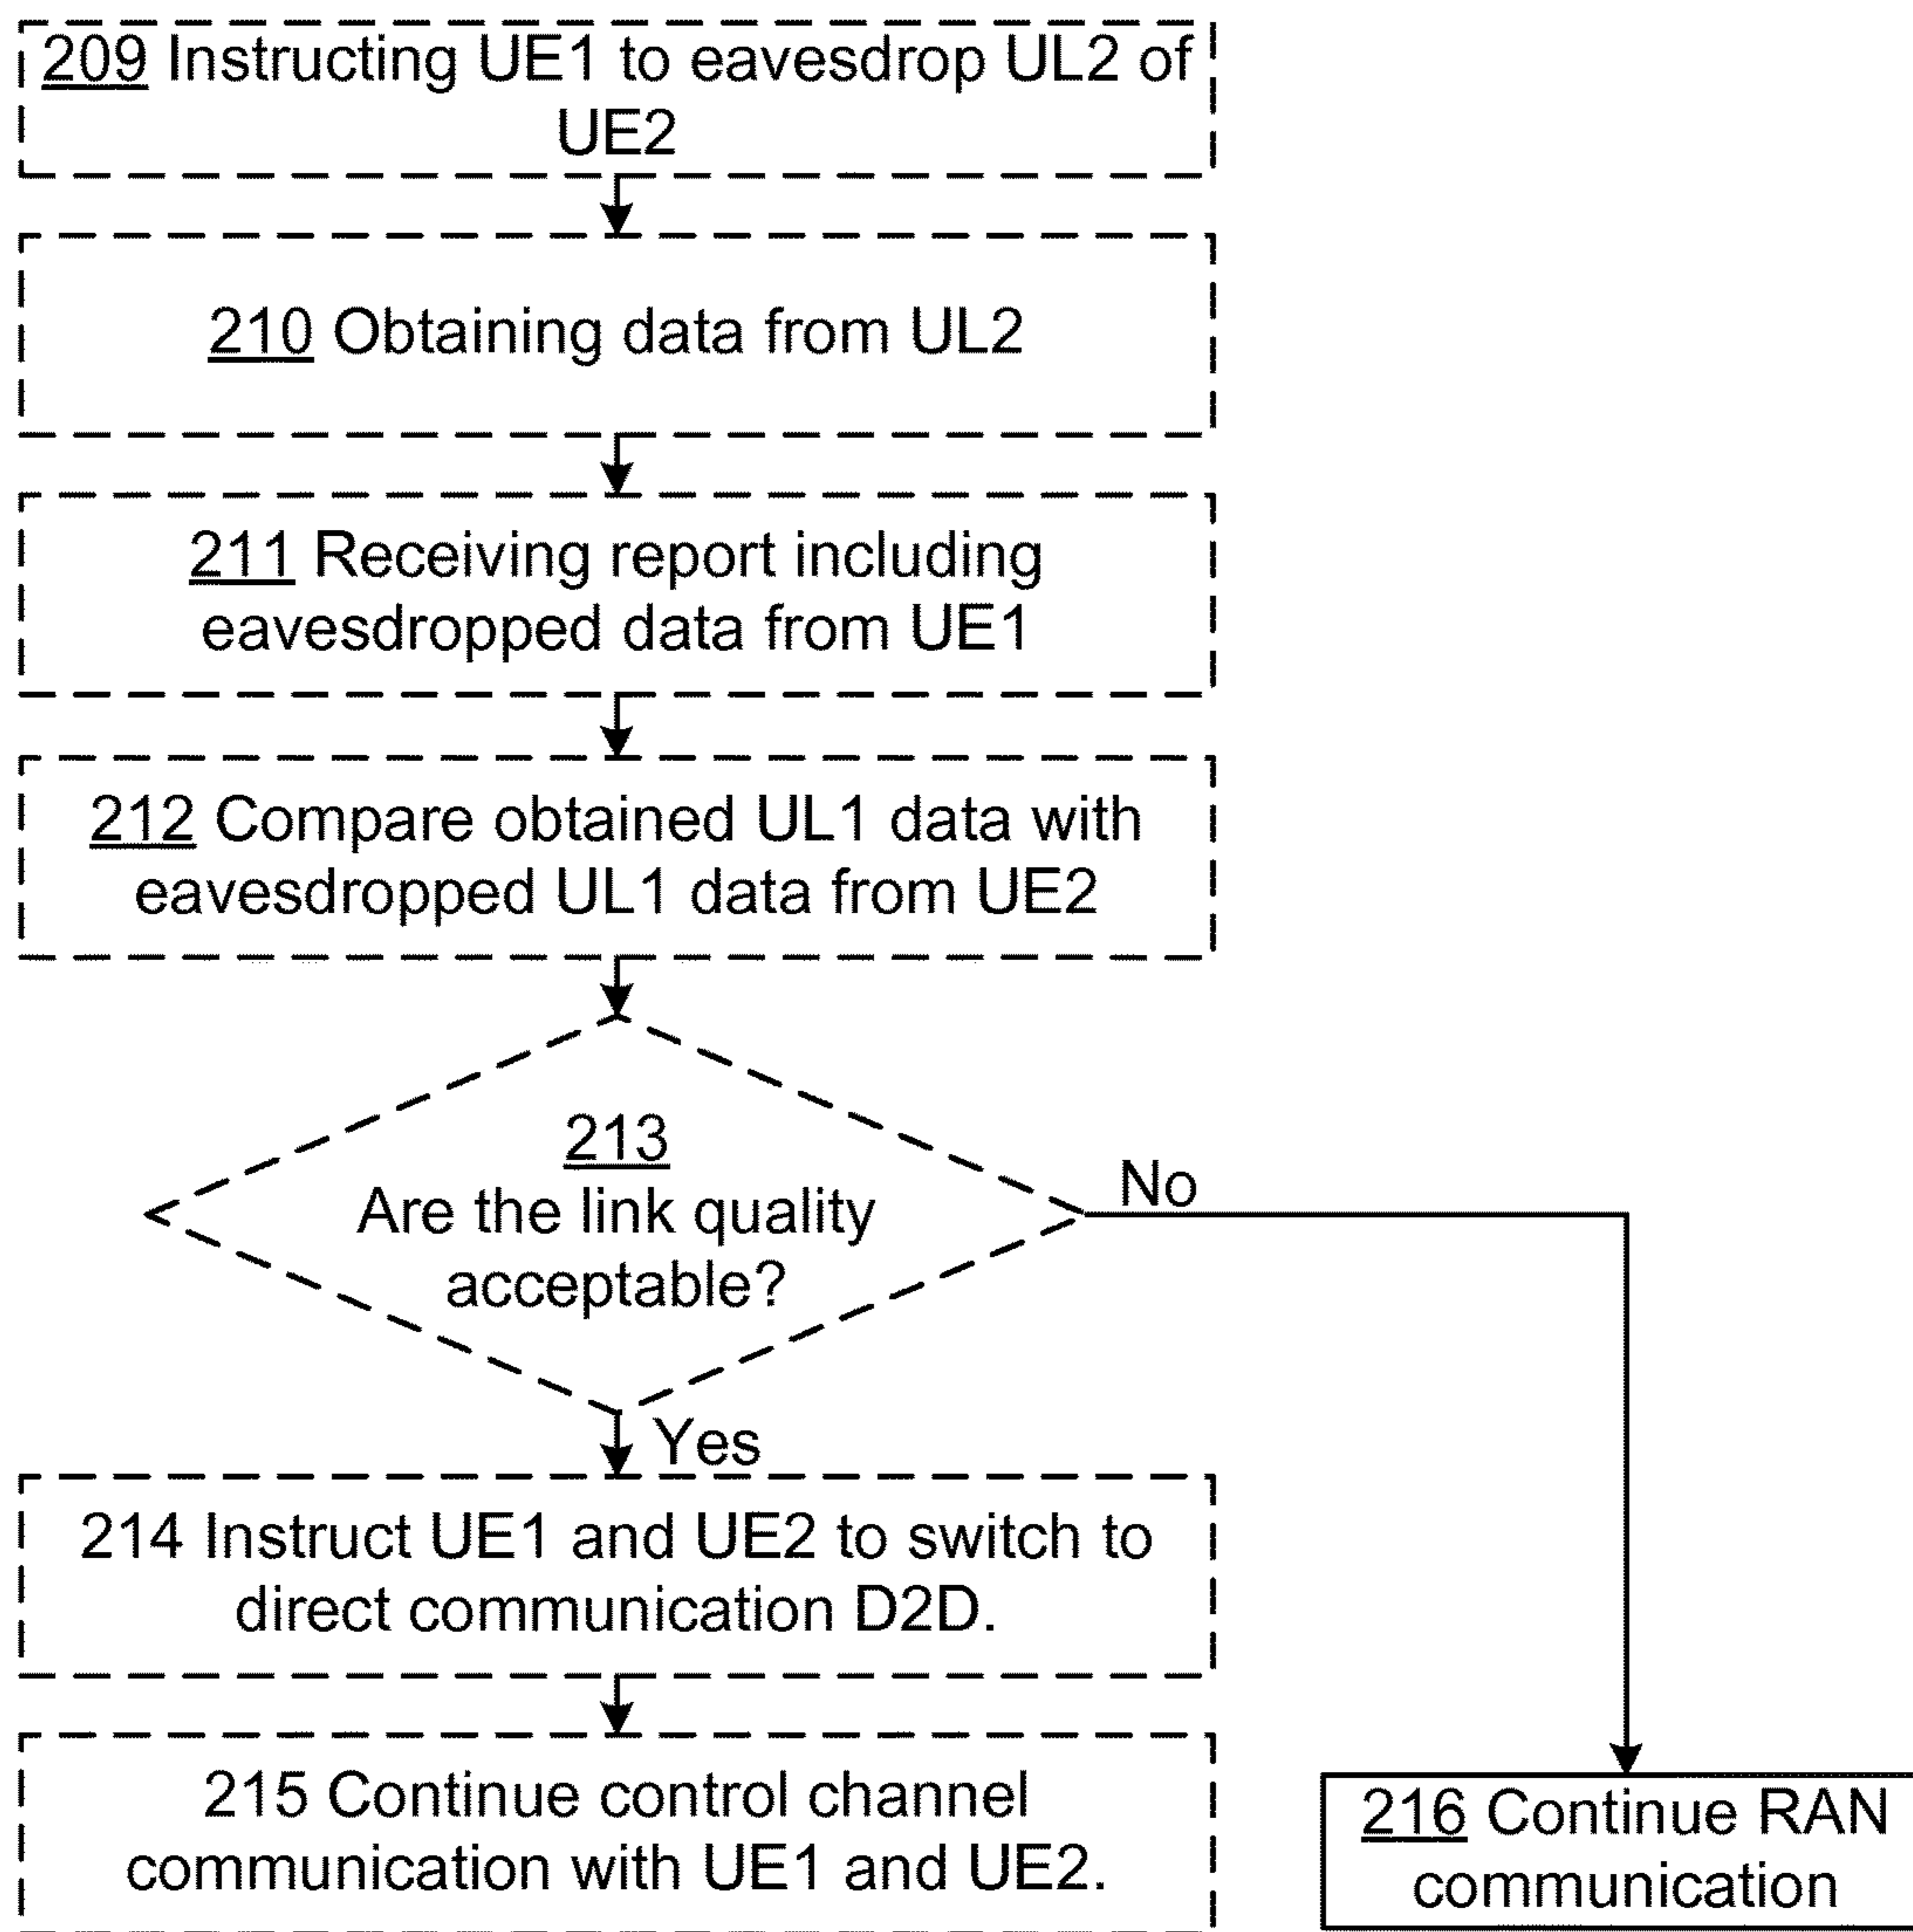 209 Instructing UE1 to eavesdrop UL2 of
UE2
210 Obtaining data from UL2
211 Receiving report including
eavesdropped data from UE1
212 Compare obtained UL1 data with
eavesdropped UL1 data from UE2
213
Are the link quality
acceptable?
No
Yes
214 Instruct UE1 and UE2 to switch to
direct communication D2D.
215 Continue control channel
communication with UE1 and UE2.
216 Continue RAN
communication